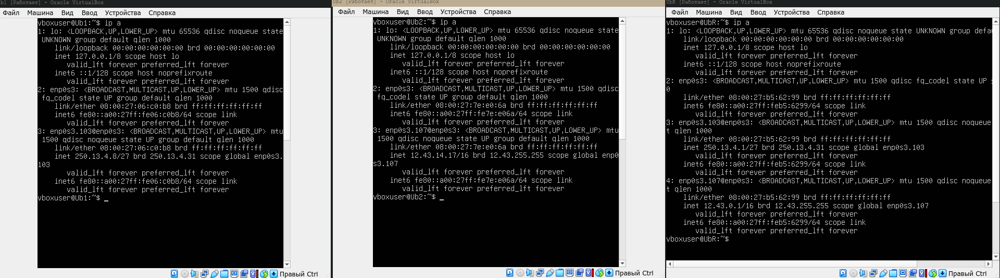 b1 [Работает] - Oracle VirtualBox
Файл Машина Вид Ввод Устройства Справка
vboxuser@Ub1:~$ ip a
1: lo: <LOOPBACK,UP,LOWER_UP> mtu 65536 qdisc noqueue state
UNKNOWN group default qlen 1000
link/loopback 00:00:00:00:00:00 brd 00:00:00:00:00:00
inet 127.0.0.1/8 scope host lo
valid_lft forever preferred_lft forever
inet6 ::1/128 scope host noprefixroute
valid_lft forever preferred_lft forever
2: enp0s3: <BROADCAST,MULTICAST,UP,LOWER_UP> mtu 1500 qdisc
fq_codel state UP group default qlen 1000
link/ether 08:00:27:06:c0:b8 brd ff:ff:ff:ff:ff:ff
inet6 fe80::a00:27ff:fe06:c0b8/64 scope link
valid_lft forever preferred_lft forever
3: enp0s3.103@enp0s3: <BROADCAST,MULTICAST,UP,LOWER_UP> mtu
1500 qdisc noqueue state UP group default qlen 1000
link/ether 08:00:27:06:c0:b8 brd ff:ff:ff:ff:ff:ff
inet 250.13.4.8/27 brd 250.13.4.31 scope global enp0s3.
103
valid_lft forever preferred_lft forever
inet6 fe80::a00:27ff:fe06:c0b8/64 scope link
valid_lft forever preferred_lft forever
vboxuser@Ub1:~$ _
Правый Ctrl
Ub2 [Работает] - Oracle VirtualBox
Файл Машина Вид Ввод Устройства Справка
vboxuser@Ub2:~$ ip a
1: lo: <LOOPBACK,UP,LOWER_UP> mtu 65536 qdisc noqueue state
UNKNOWN group default qlen 1000
link/loopback 00:00:00:00:00:00 brd 00:00:00:00:00:00
inet 127.0.0.1/8 scope host lo
valid_lft forever preferred_lft forever
inet6 ::1/128 scope host noprefixroute
valid_lft forever preferred_lft forever
2: enp0s3: <BROADCAST,MULTICAST,UP,LOWER_UP> mtu 1500 qdisc
fq_codel state UP group default qlen 1000
link/ether 08:00:27:7e:e0:6a brd ff:ff:ff:ff:ff:ff
inet6 fe80::a00:27ff:fe7e:e06a/64 scope link
valid_lft forever preferred_lft forever
3: enp0s3.107@enp0s3: <BROADCAST,MULTICAST,UP,LOWER_UP> mtu
1500 qdisc noqueue state UP group default qlen 1000
link/ether 08:00:27:7e:e0:6a brd ff:ff:ff:ff:ff:ff
inet 12.43.14.17/16 brd 12.43.255.255 scope global enp0
s3.107
valid_lft forever preferred_lft forever
inet6 fe80::a00:27ff:fe7e:e06a/64 scope link
valid_lft forever preferred_lft forever
vboxuser@Ub2:~$ _
Правый Ctrl
UbR [Работает] - Oracle VirtualBox
Файл Машина Вид Ввод Устройства Справка
vboxuser@UbR:~$ ip a
1: lo: <LOOPBACK,UP,LOWER_UP> mtu 65536 qdisc noqueue state UNKNOWN group defau
link/loopback 00:00:00:00:00:00 brd 00:00:00:00:00:00
inet 127.0.0.1/8 scope host lo
valid_lft forever preferred_lft forever
inet6 ::1/128 scope host noprefixroute
valid_lft forever preferred_lft forever
2: enp0s3: <BROADCAST,MULTICAST,UP,LOWER_UP> mtu 1500 qdisc fq_codel state UP g
0
link/ether 08:00:27:b5:62:99 brd ff:ff:ff:ff:ff:ff
inet6 fe80::a00:27ff:feb5:6299/64 scope link
valid_lft forever preferred_lft forever
3: enp0s3.103@enp0s3: <BROADCAST,MULTICAST,UP,LOWER_UP> mtu 1500 qdisc noqueue
t qlen 1000
link/ether 08:00:27:b5:62:99 brd ff:ff:ff:ff:ff:ff
inet 250.13.4.1/27 brd 250.13.4.31 scope global enp0s3.103
valid_lft forever preferred_lft forever
inet6 fe80::a00:27ff:feb5:6299/64 scope link
valid_lft forever preferred_lft forever
4: enp0s3.107@enp0s3: <BROADCAST,MULTICAST,UP,LOWER_UP> mtu 1500 qdisc noqueue
t qlen 1000
link/ether 08:00:27:b5:62:99 brd ff:ff:ff:ff:ff:ff
inet 12.43.0.1/16 brd 12.43.255.255 scope global enp0s3.107
valid_lft forever preferred_lft forever
inet6 fe80::a00:27ff:feb5:6299/64 scope link
valid_lft forever preferred_lft forever
vboxuser@UbR:~$
Правый Ctrl